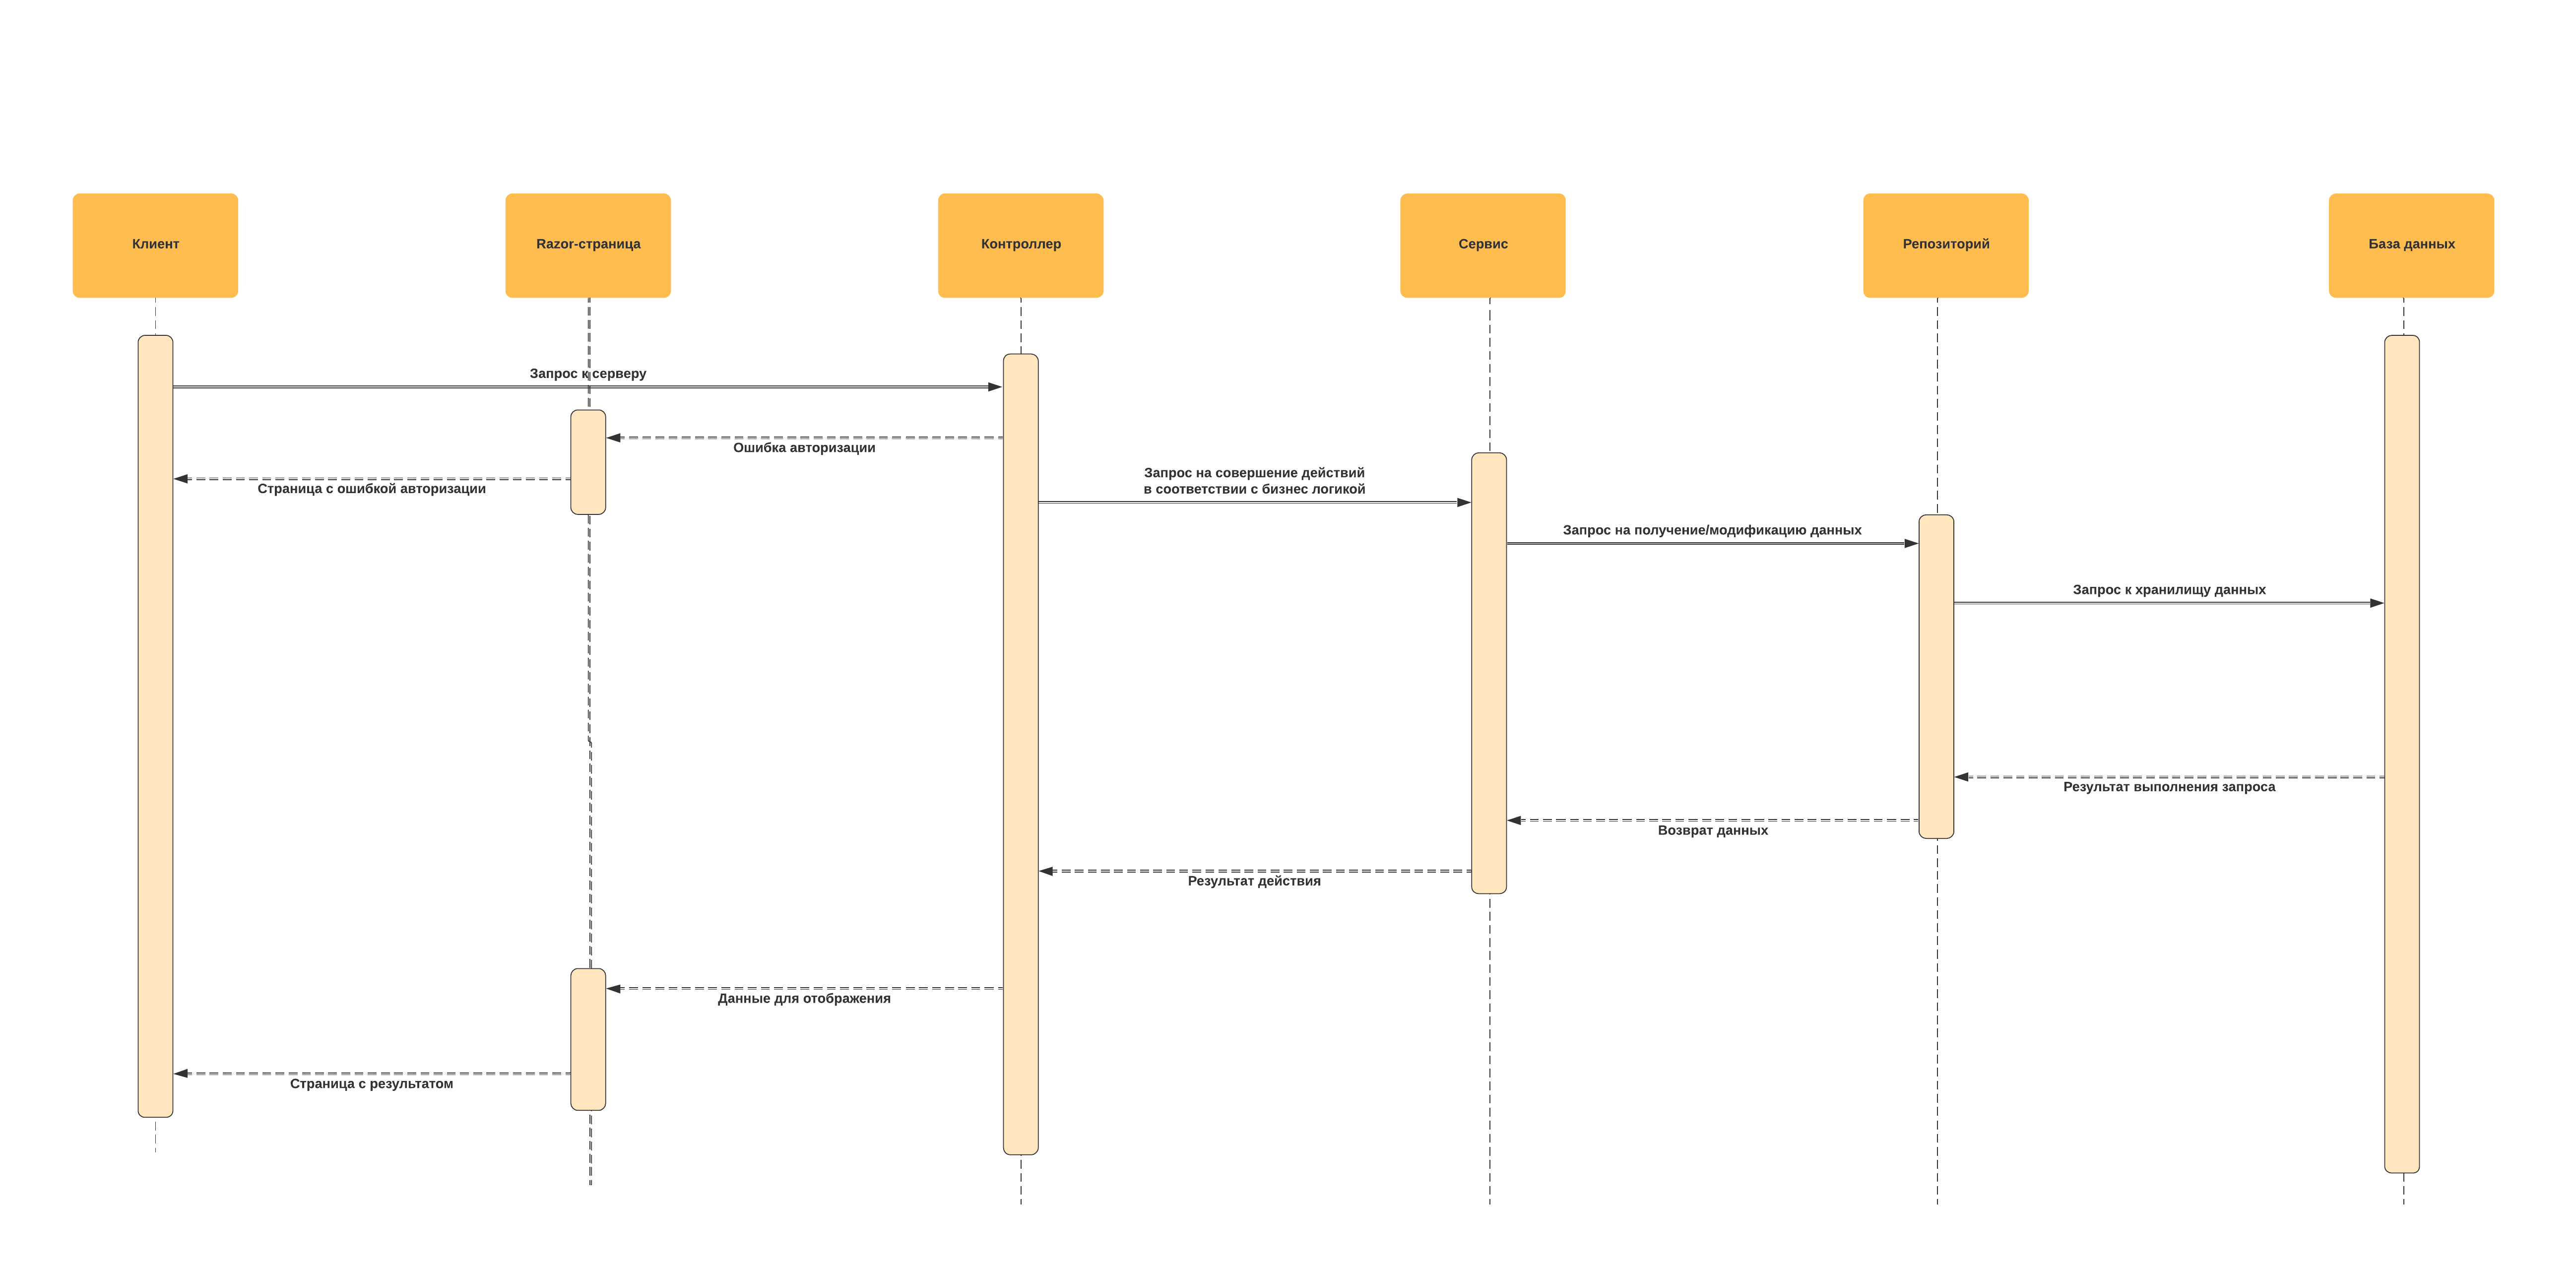 Клиент
Razor-страница
Контроллер
Сервис
Репозиторий
База данных
Запрос к серверу
Ошибка авторизации
Страница с ошибкой авторизации
Запрос на совершение действий
в соответствии с бизнес логикой
Запрос на получение/модификацию данных
Запрос к хранилищу данных
Результат выполнения запроса
Возврат данных
Результат действия
Данные для отображения
Страница с результатом